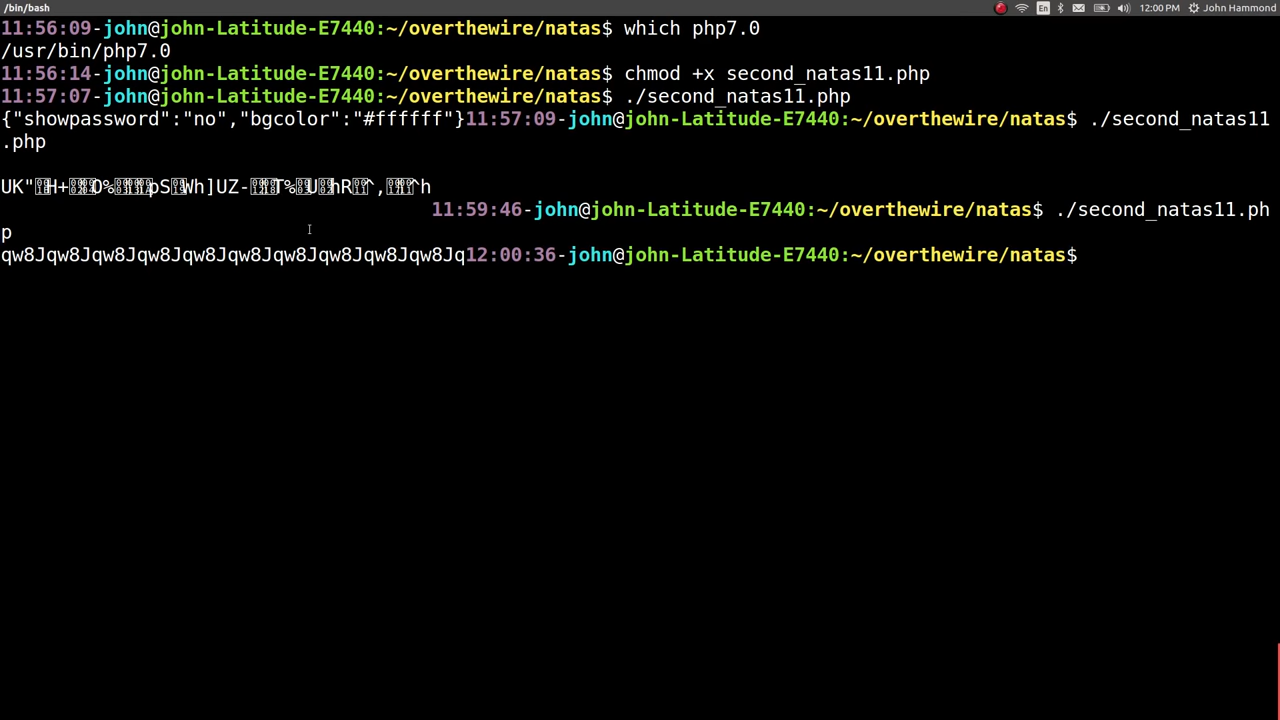 /bin/bash
En
12:00 PM
John Hammond
11:56:09-john@john-Latitude-E7440:~/overthewire/natas$ which php7.0
/usr/bin/php7.0
11:56:14-john@john-Latitude-E7440:~/overthewire/natas$ chmod +x second_natas11.php
11:57:07-john@john-Latitude-E7440:~/overthewire/natas$ ./second_natas11.php
{"showpassword":"no","bgcolor":"#ffffff"}11:57:09-john@john-Latitude-E7440:~/overthewire/natas$ ./second_natas11
.php
11:59:46-john@john-Latitude-E7440:~/overthewire/natas$ ./second_natas11.ph
p
qw8Jqw8Jqw8Jqw8Jqw8Jqw8Jqw8Jqw8Jqw8Jqw8Jq12:00:36-john@john-Latitude-E7440:~/overthewire/natas$